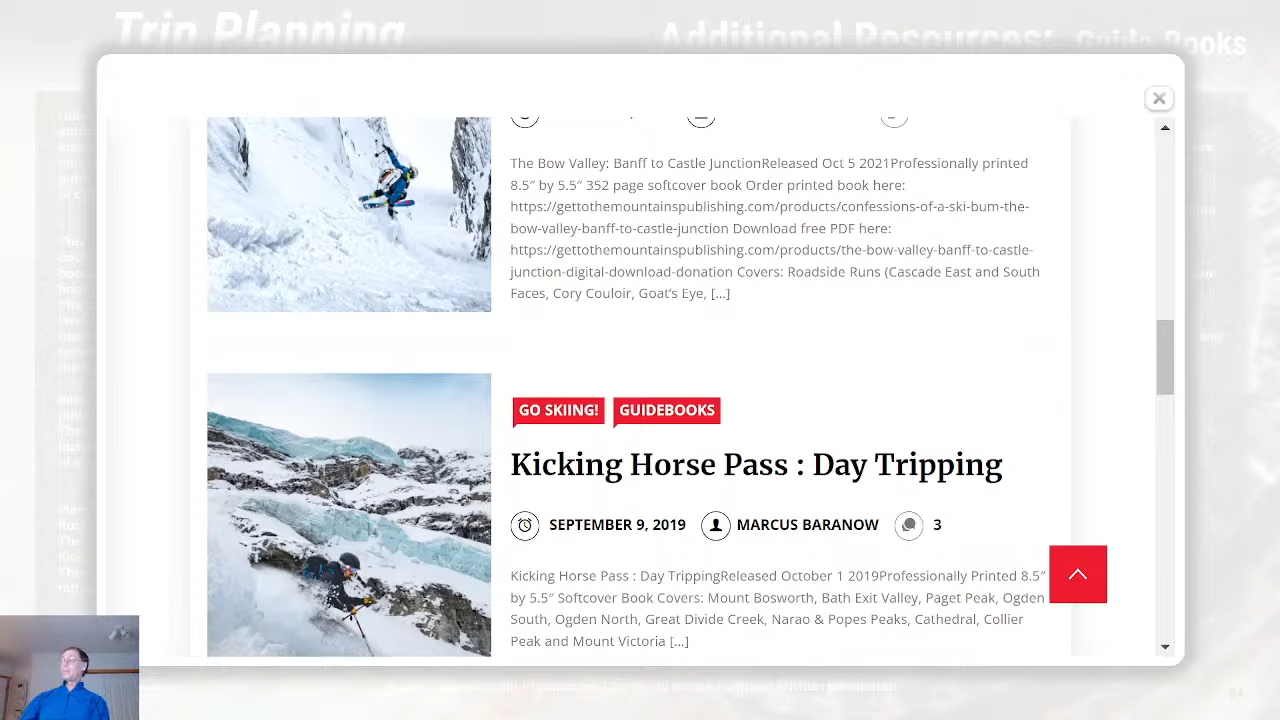 Trip Planning
Additional Resources: Guide Books
The Bow Valley: Banff to Castle JunctionReleased Oct 5 2021Professionally printed
8.5″ by 5.5″ 352 page softcover book Order printed book here:
https://gettothemountainspublishing.com/products/confessions-of-a-ski-bum-the-
bow-valley-banff-to-castle-junction Download free PDF here:
https://gettothemountainspublishing.com/products/the-bow-valley-banff-to-castle-
junction-digital-download-donation Covers: Roadside Runs (Cascade East and South
Faces, Cory Couloir, Goat’s Eye, […]
GO SKIING! GUIDEBOOKS
Kicking Horse Pass : Day Tripping
SEPTEMBER 9, 2019 MARCUS BARANOW 3
Kicking Horse Pass : Day TrippingReleased October 1 2019Professionally Printed 8.5″
by 5.5″ Softcover Book Covers: Mount Bosworth, Bath Exit Valley, Paget Peak, Ogden
South, Ogden North, Great Divide Creek, Narao & Popes Peaks, Cathedral, Collier
Peak and Mount Victoria […]